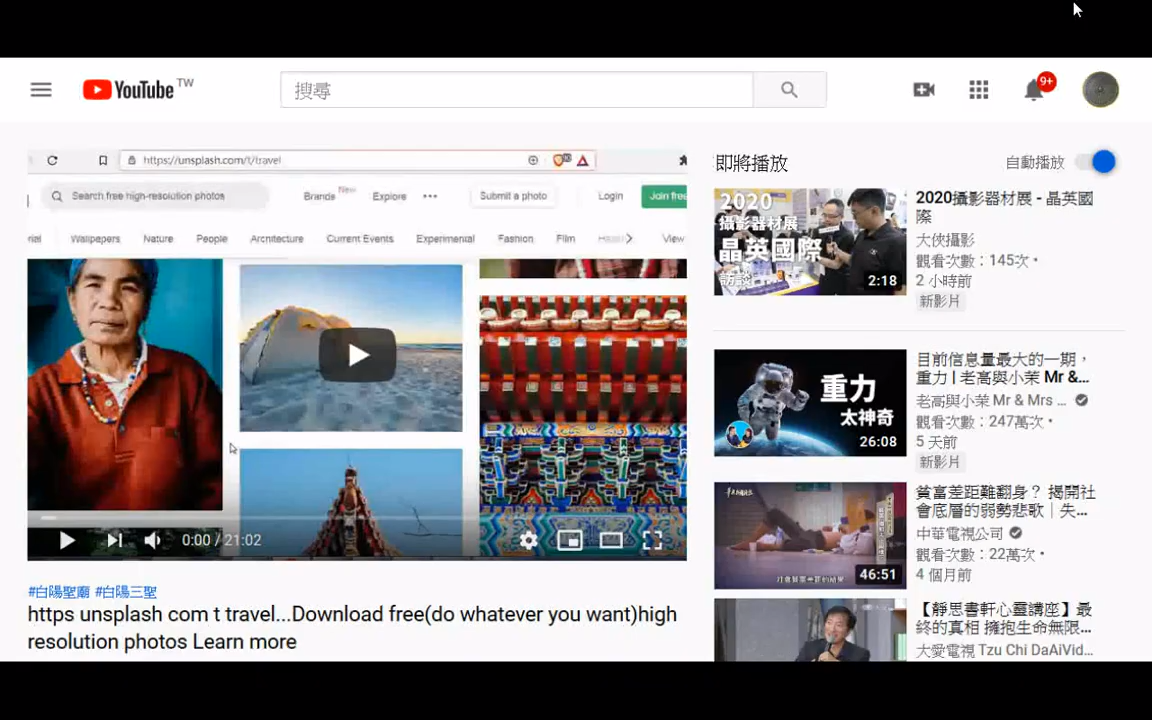 YouTube TW
搜尋
9+
https://unsplash.com/t/travel
Search free high-resolution photos
Brands New
Explore
Submit a photo
Login
Join free
Wallpapers
Nature
People
Architecture
Current Events
Experimental
Fashion
Film
View
0:00 / 21:02
#白陽聖廟 #白陽三聖
https unsplash com t travel...Download free(do whatever you want)high
resolution photos Learn more
即將播放
自動播放
2020
攝影器材展
晶英國際
訪談
2:18
2020攝影器材展 - 晶英國
際
大俠攝影
觀看次數：145次 •
2 小時前
新影片
重力
太神奇
26:08
目前信息量最大的一期，
重力 | 老高與小茉 Mr &...
老高與小茉 Mr & Mrs ...
觀看次數：247萬次 •
5 天前
新影片
46:51
貧富差距難翻身？ 揭開社
會底層的弱勢悲歌｜失...
中華電視公司
觀看次數：22萬次 •
4 個月前
【靜思書軒心靈講座】最
終的真相 擁抱生命無限...
大愛電視 Tzu Chi DaAiVid...